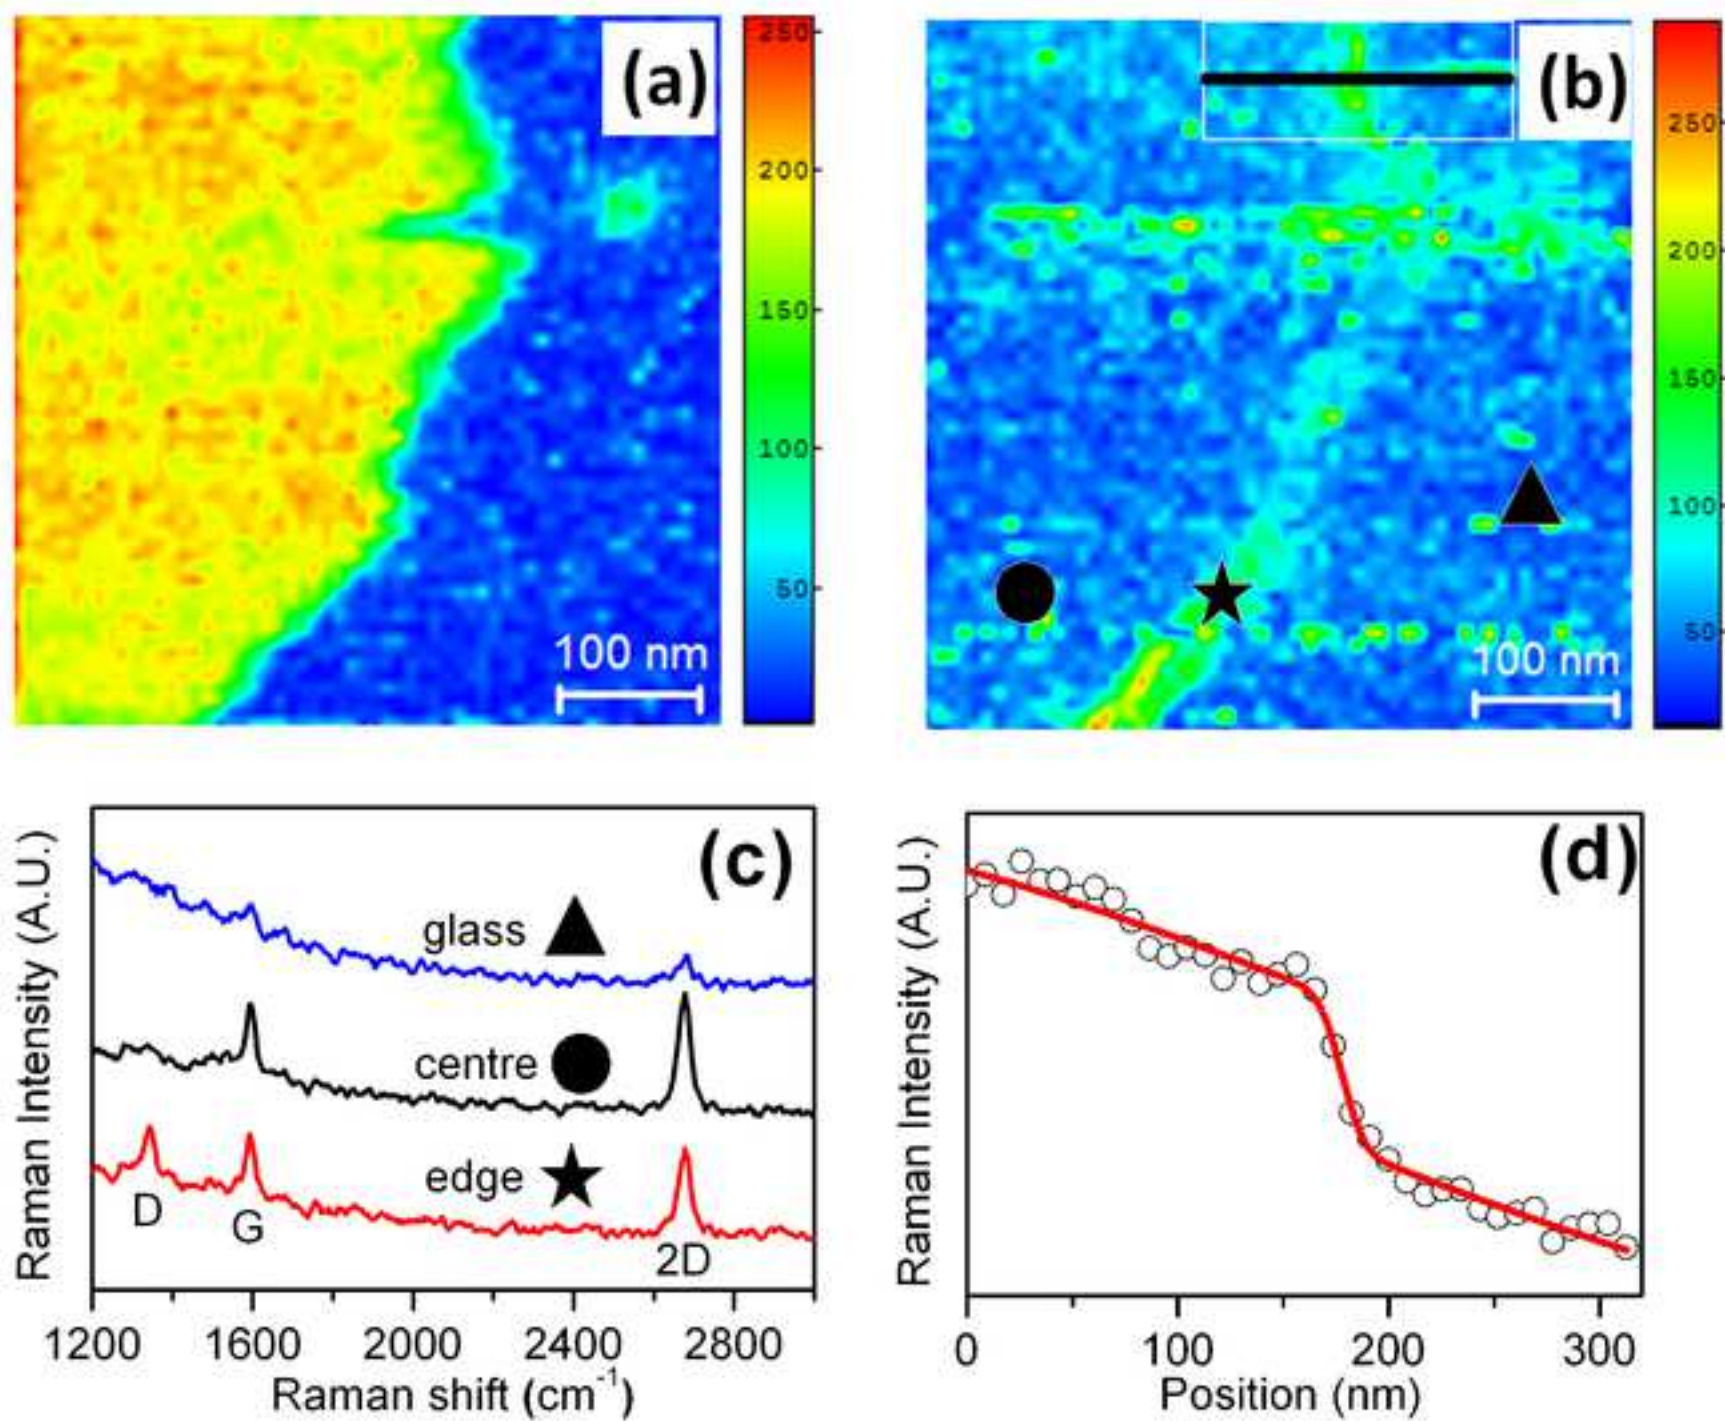 (a)
250
200
150
100
50
100 nm
(b)
250
200
150
100
50
100 nm
(c)
glass
centre
edge
D
G
2D
Raman Intensity (A.U.)
1200 1600 2000 2400 2800
Raman shift (cm⁻¹)
(d)
Raman Intensity (A.U.)
0 100 200 300
Position (nm)